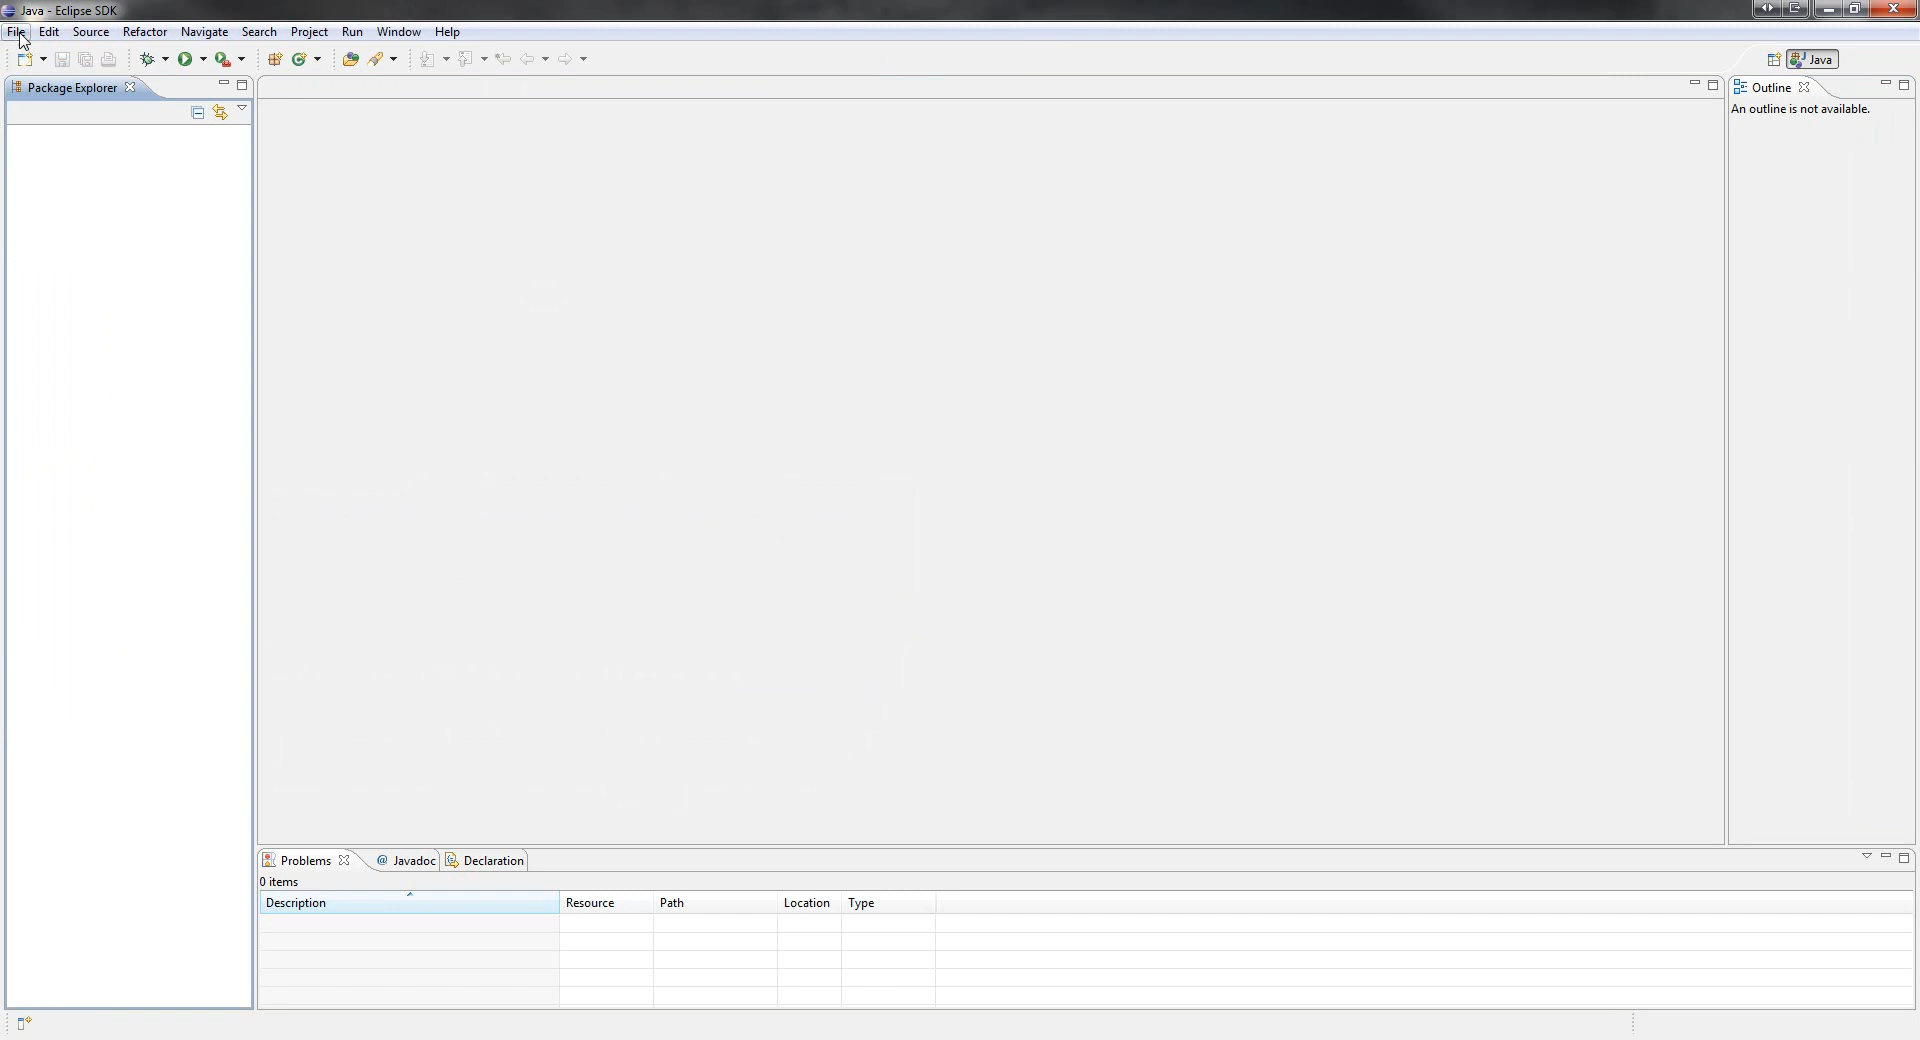 Java - Eclipse SDK
File Edit Source Refactor Navigate Search Project Run Window Help
Java
Package Explorer
Outline
An outline is not available.
Problems @ Javadoc Declaration
0 items
Description Resource Path Location Type